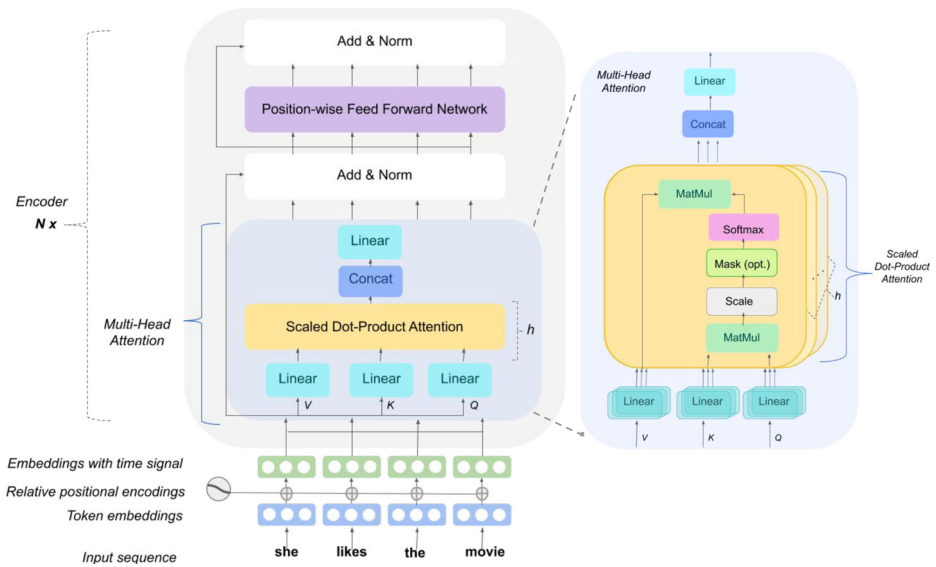 Add & Norm
Position-wise Feed Forward Network
Add & Norm
Encoder
N x
Linear
Concat
Multi-Head
Attention
Scaled Dot-Product Attention
h
Linear
Linear
Linear
V
K
Q
Embeddings with time signal
Relative positional encodings
Token embeddings
Input sequence
she
likes
the
movie
Multi-Head
Attention
Linear
Concat
MatMul
Softmax
Mask (opt.)
Scale
MatMul
Scaled
Dot-Product
Attention
h
Linear
Linear
Linear
V
K
Q